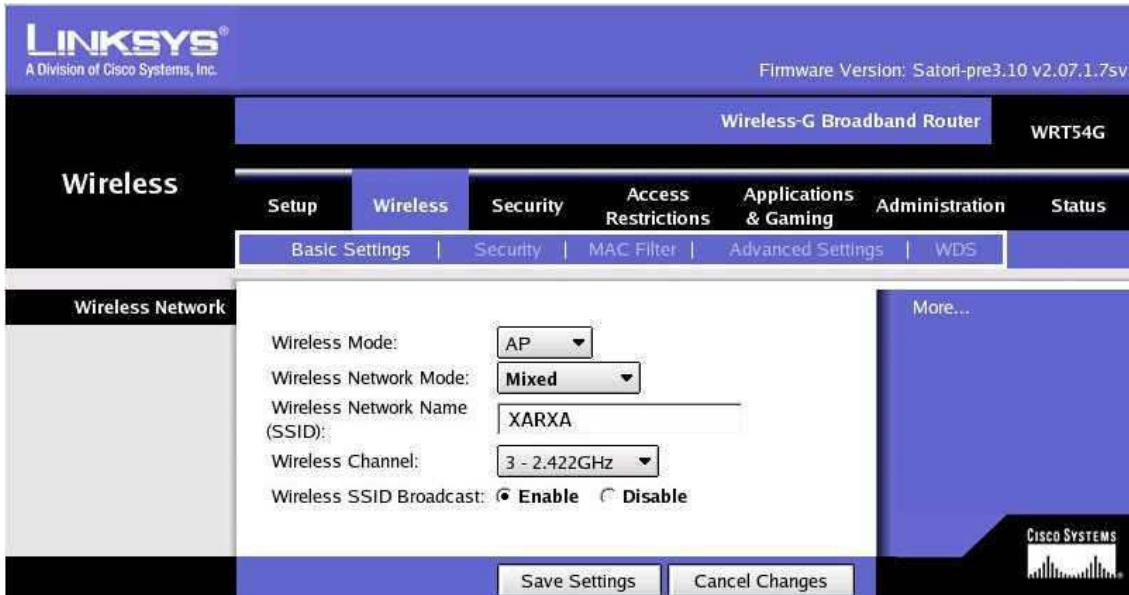 LINKSYS®
A Division of Cisco Systems, Inc.
Firmware Version: Satori-pre3.10 v2.07.1.7sv
Wireless-G Broadband Router
WRT54G
Wireless
Setup
Wireless
Security
Access Restrictions
Applications & Gaming
Administration
Status
Basic Settings | Security | MAC Filter | Advanced Settings | WDS
Wireless Network
More...
Wireless Mode: AP
Wireless Network Mode: Mixed
Wireless Network Name
(SSID): XARXA
Wireless Channel: 3 - 2.422GHz
Wireless SSID Broadcast: Enable Disable
CISCO SYSTEMS
Save Settings Cancel Changes